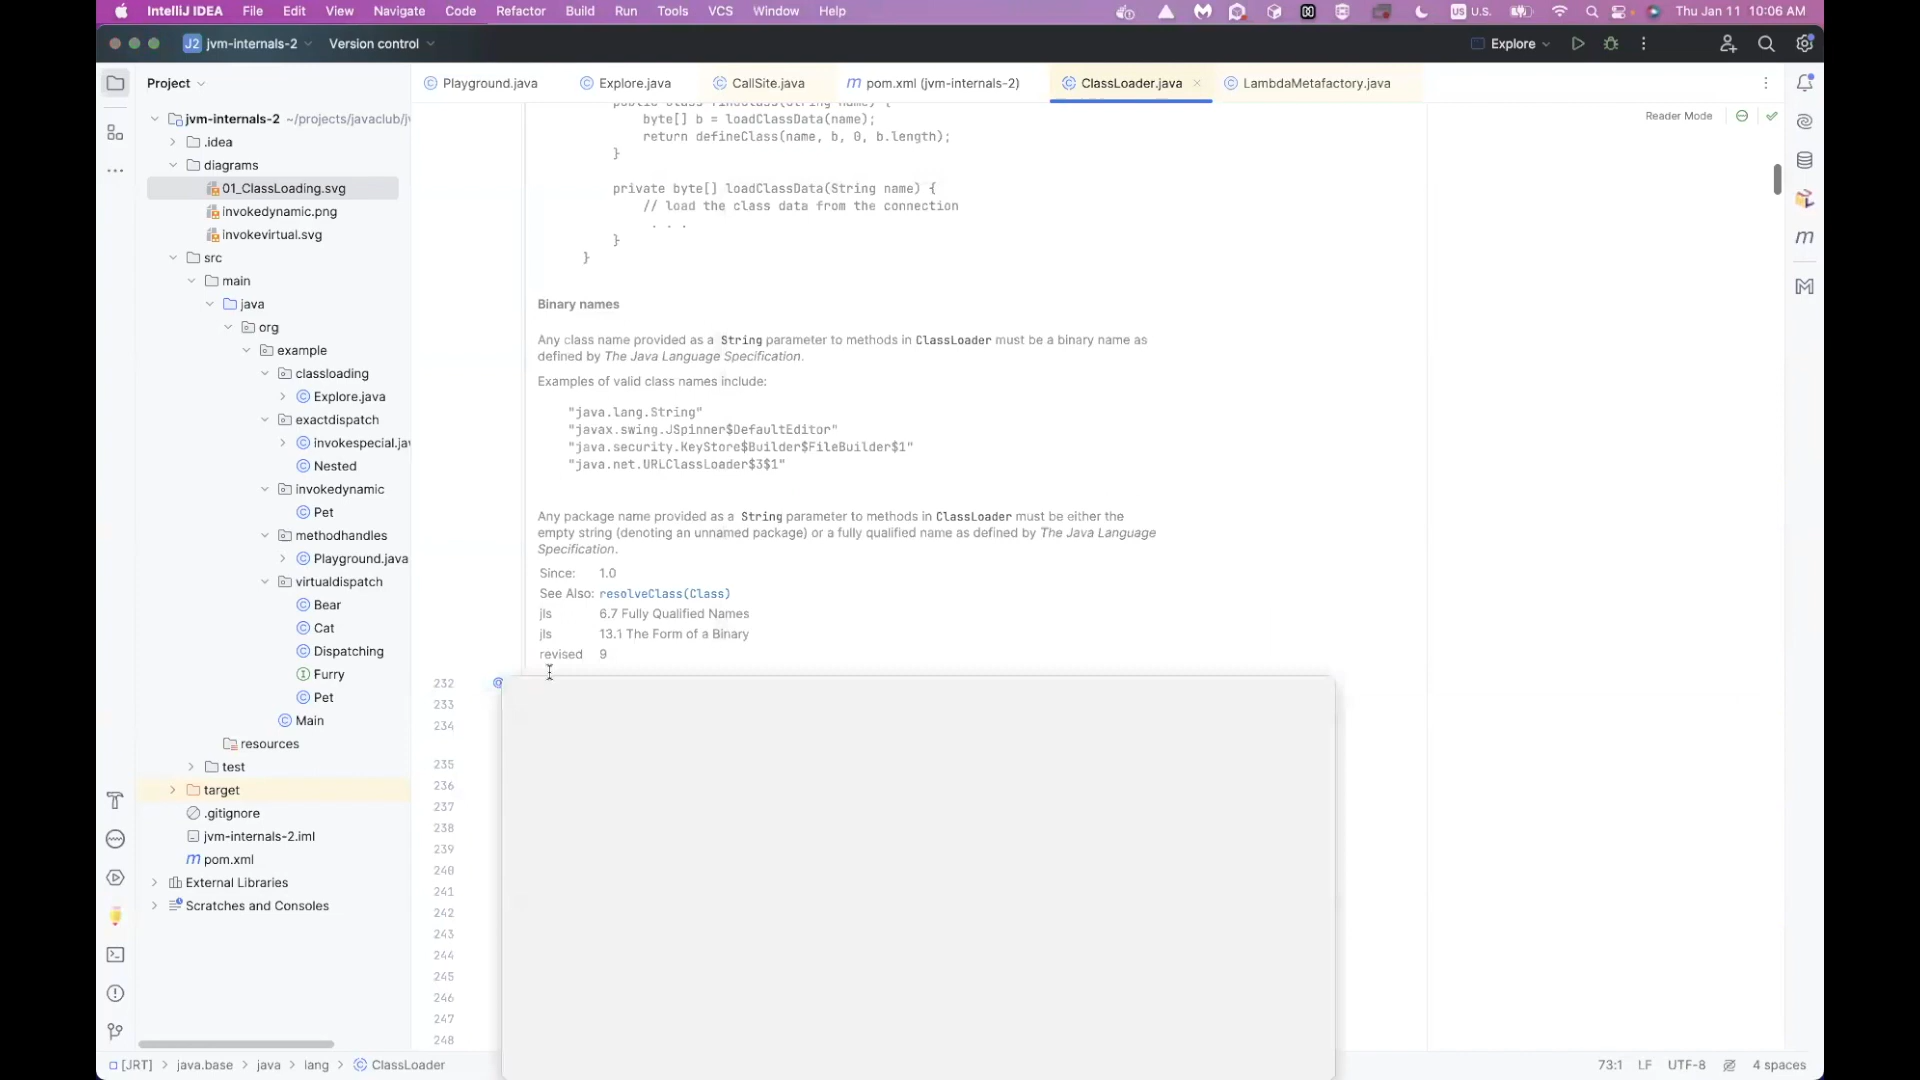 IntelliJ IDEA File Edit View Navigate Code Refactor Build Run Tools VCS Window Help U.S. Thu Jan 11 10:06 AM
J2 jvm-internals-2 Version control Explore
Project Playground.java Explore.java CallSite.java pom.xml (jvm-internals-2) ClassLoader.java LambdaMetafactory.java
jvm-internals-2 ~/projects/javaclub/jv
.idea
diagrams
01_ClassLoading.svg
invokedynamic.png
invokevirtual.svg
src
main
java
org
example
classloading
Explore.java
exactdispatch
invokespecial.jav
Nested
invokedynamic
Pet
methodhandles
Playground.java
virtualdispatch
Bear
Cat
Dispatching
Furry
Pet
Main
resources
test
target
.gitignore
jvm-internals-2.iml
pom.xml
External Libraries
Scratches and Consoles
Reader Mode
public Class findClass(String name) {
byte[] b = loadClassData(name);
return defineClass(name, b, 0, b.length);
}
private byte[] loadClassData(String name) {
// load the class data from the connection
. . .
}
}
Binary names
Any class name provided as a String parameter to methods in ClassLoader must be a binary name as
defined by The Java Language Specification.
Examples of valid class names include:
"java.lang.String"
"javax.swing.JSpinner$DefaultEditor"
"java.security.KeyStore$Builder$FileBuilder$1"
"java.net.URLClassLoader$3$1"
Any package name provided as a String parameter to methods in ClassLoader must be either the
empty string (denoting an unnamed package) or a fully qualified name as defined by The Java Language
Specification.
Since: 1.0
See Also: resolveClass(Class)
jls 6.7 Fully Qualified Names
jls 13.1 The Form of a Binary
revised 9
232
233
234
235
236
237
238
239
240
241
242
243
244
245
246
247
248
[JRT] java.base java lang ClassLoader 73:1 LF UTF-8 4 spaces